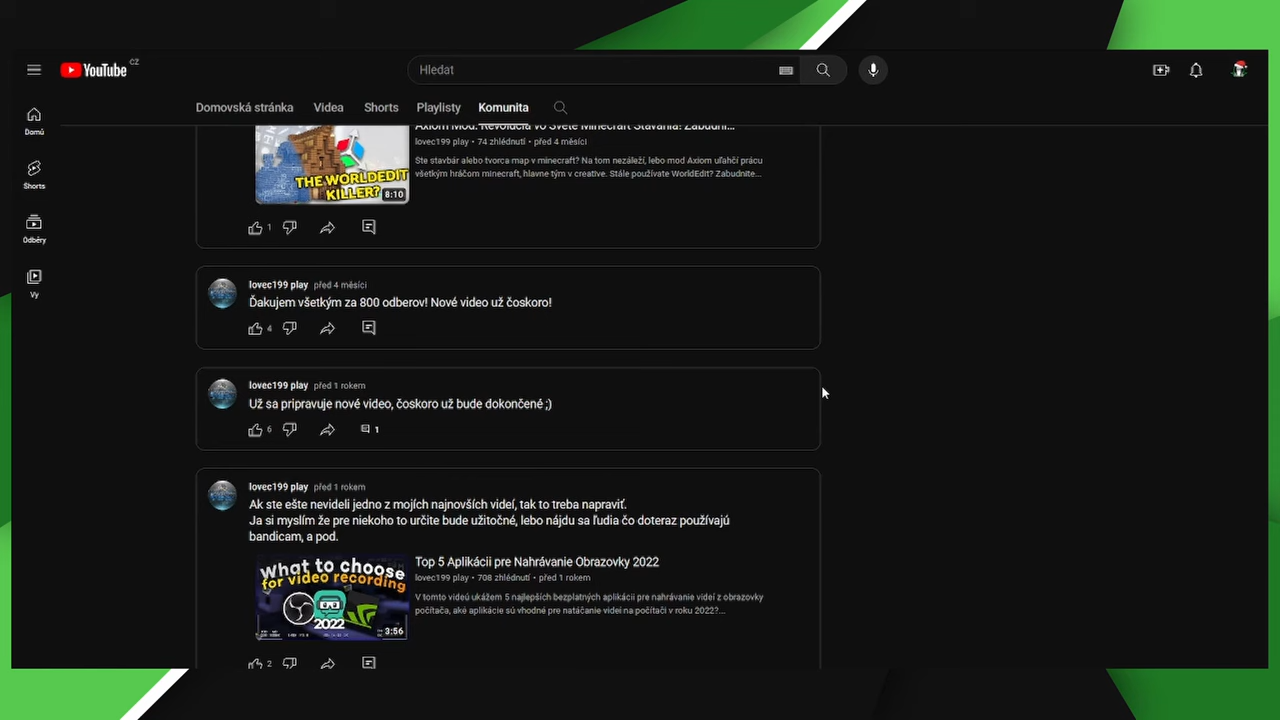 YouTube CZ
Hledat
Domovská stránka Videa Shorts Playlisty Komunita
Domů
Shorts
Odběry
Vy
Axiom Mod: Revolúcia vo Svete Minecraft Stavania! Zabudni...
lovec199 play • 74 zhlédnutí • před 4 měsíci
Ste stavbár alebo tvorca map v minecraft? Na tom nezáleží, lebo mod Axiom uľahčí prácu
všetkým hráčom minecraft, hlavne tým v creative. Stále používate WorldEdit? Zabudnite...
THE WORLDEDIT
KILLER?
8:10
1
lovec199 play před 4 měsíci
Ďakujem všetkým za 800 odberov! Nové video už čoskoro!
4
lovec199 play před 1 rokem
Už sa pripravuje nové video, čoskoro už bude dokončené ;)
6 1
lovec199 play před 1 rokem
Ak ste ešte nevideli jedno z mojích najnovších videí, tak to treba napraviť.
Ja si myslím že pre niekoho to určite bude užitočné, lebo nájdu sa ľudia čo doteraz používajú
bandicam, a pod.
WHAT to CHOOSE
for video recording
2022
3:56
Top 5 Aplikácii pre Nahrávanie Obrazovky 2022
lovec199 play • 708 zhlédnutí • před 1 rokem
V tomto videú ukážem 5 najlepších bezplatných aplikácii pre nahrávanie videí z obrazovky
počítača, aké aplikácie sú vhodné pre natáčanie videí na počítači v roku 2022?...
2